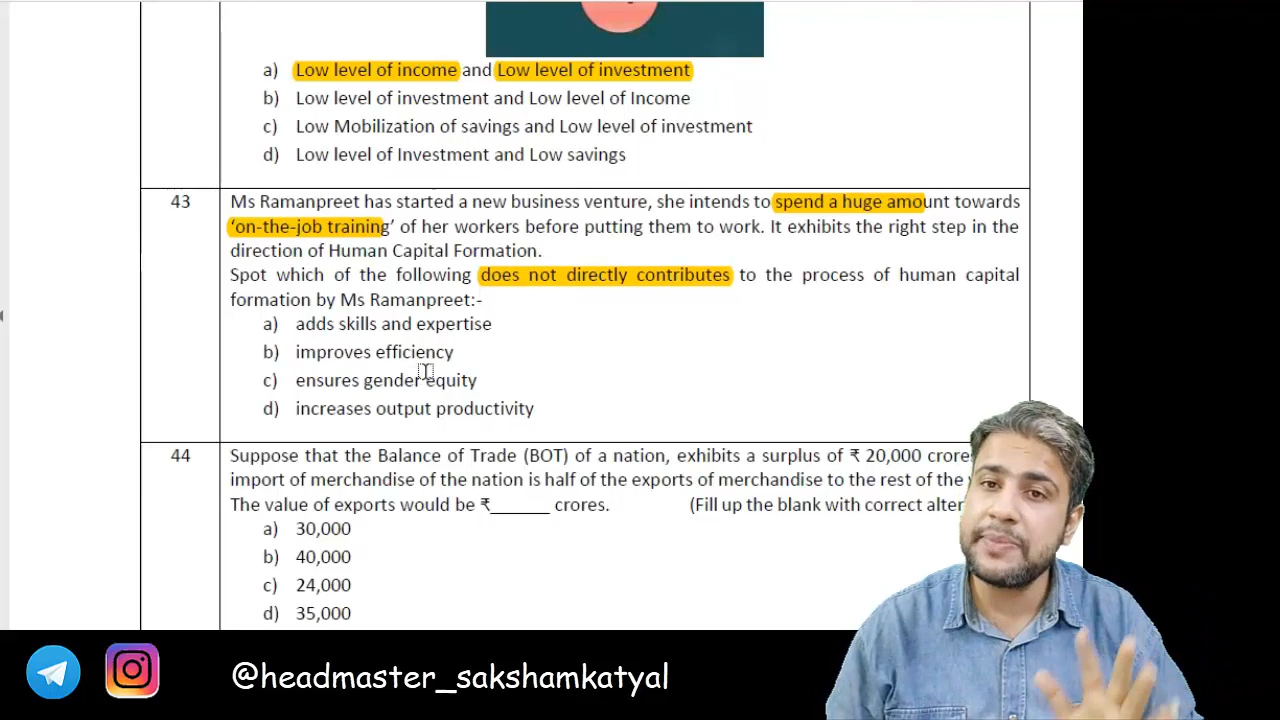 a) Low level of income and Low level of investment
b) Low level of investment and Low level of Income
c) Low Mobilization of savings and Low level of investment
d) Low level of Investment and Low savings
43
Ms Ramanpreet has started a new business venture, she intends to spend a huge amount towards
‘on-the-job training’ of her workers before putting them to work. It exhibits the right step in the
direction of Human Capital Formation.
Spot which of the following does not directly contributes to the process of human capital
formation by Ms Ramanpreet:-
a) adds skills and expertise
b) improves efficiency
c) ensures gender equity
d) increases output productivity
44
Suppose that the Balance of Trade (BOT) of a nation, exhibits a surplus of ₹ 20,000 crores
import of merchandise of the nation is half of the exports of merchandise to the rest of the
The value of exports would be ₹______ crores. (Fill up the blank with correct
a) 30,000
b) 40,000
c) 24,000
d) 35,000
@headmaster_sakshamkatyal